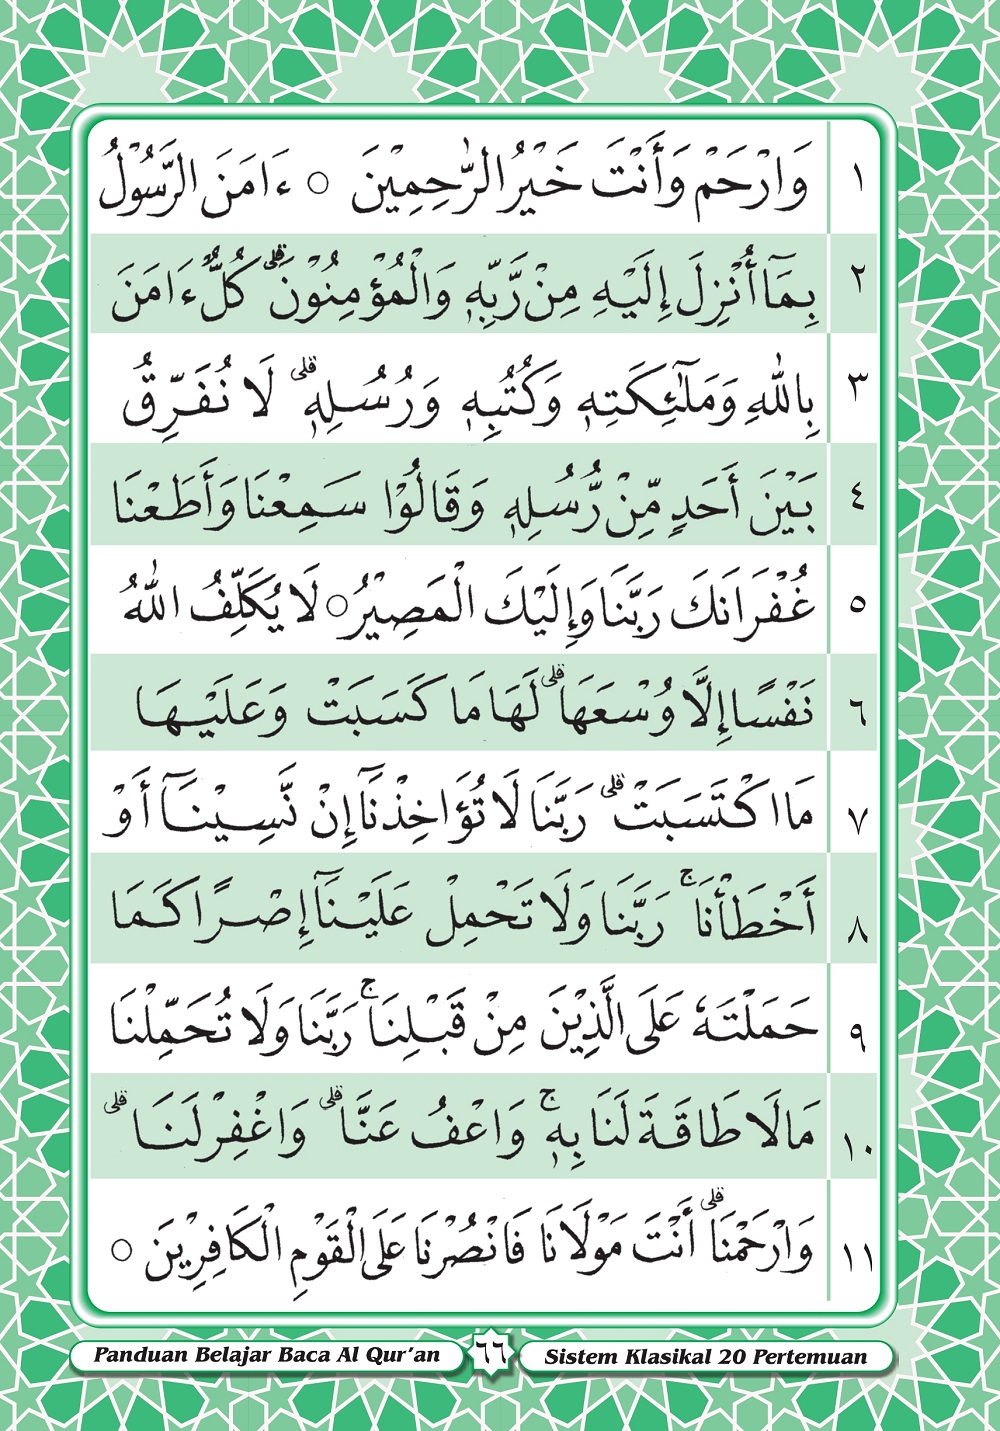 ١ وَارْحَمْ وَأَنْتَ خَيْرُ الرّٰحِمِيْنَ ○ ءَامَنَ الرَّسُوْلُ
٢ بِمَآ أُنْزِلَ إِلَيْهِ مِنْ رَّبِّهٖ وَالْمُؤْمِنُوْنَ ۗ كُلٌّ ءَامَنَ
٣ بِاللّٰهِ وَمَلٰٓئِكَتِهٖ وَكُتُبِهٖ وَرُسُلِهٖ ۗ لَا نُفَرِّقُ
٤ بَيْنَ أَحَدٍ مِّنْ رُّسُلِهٖ وَقَالُوْا سَمِعْنَا وَأَطَعْنَا
٥ غُفْرَانَكَ رَبَّنَا وَإِلَيْكَ الْمَصِيْرُ ○ لَا يُكَلِّفُ اللّٰهُ
٦ نَفْسًا إِلَّا وُسْعَهَا ۗ لَهَا مَا كَسَبَتْ وَعَلَيْهَا
٧ مَا اكْتَسَبَتْ ۗ رَبَّنَا لَا تُؤَاخِذْنَآ إِنْ نَّسِيْنَآ أَوْ
٨ أَخْطَأْنَا ۚ رَبَّنَا وَلَا تَحْمِلْ عَلَيْنَآ إِصْرًا كَمَا
٩ حَمَلْتَهٗ عَلَى الَّذِيْنَ مِنْ قَبْلِنَا ۚ رَبَّنَا وَلَا تُحَمِّلْنَا
١٠ مَا لَا طَاقَةَ لَنَا بِهٖ ۚ وَاعْفُ عَنَّا ۗ وَاغْفِرْ لَنَا ۗ
١١ وَارْحَمْنَا ۗ أَنْتَ مَوْلَانَا فَانْصُرْنَا عَلَى الْقَوْمِ الْكَافِرِيْنَ ○
Panduan Belajar Baca Al Qur'an ٦٦ Sistem Klasikal 20 Pertemuan